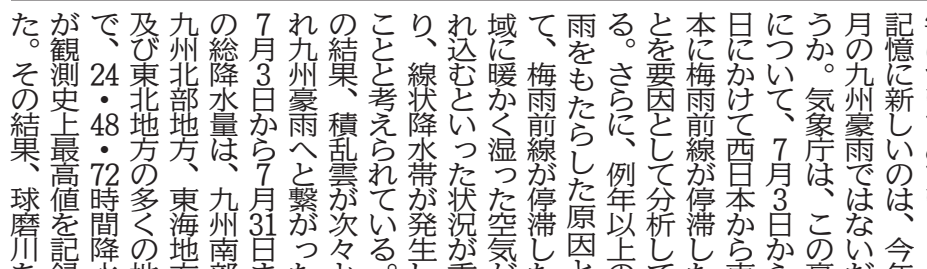 記憶に新しいのは、今年
月の九州豪雨ではないだ
うか。気象庁は、この豪
について、7月3日から
日にかけて西日本から東
本に梅雨前線が停滞した
とを要因として分析して
る。さらに、例年以上の
雨をもたらした原因と
て、梅雨前線が停滞した
域に暖かく湿った空気が
れ込むといった状況が重
り、線状降水帯が発生し
ことと考えられている。
の結果、積乱雲が次々と
れ九州豪雨へと繋がった
7月3日から7月31日ま
の総降水量は、九州南部
九州北部地方、東海地方
及び東北地方の多くの地
で、24・48・72時間降水
が観測史上最高値を記録
た。その結果、球磨川を